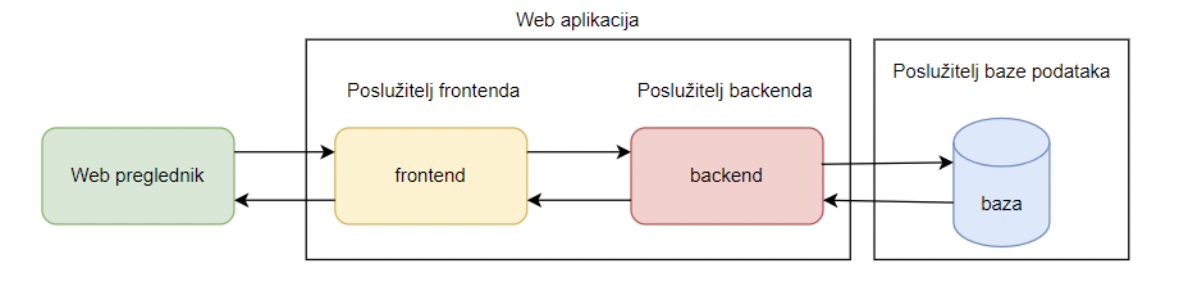 Web aplikacija
Poslužitelj frontenda
Poslužitelj backenda
Poslužitelj baze podataka
Web preglednik
frontend
backend
baza